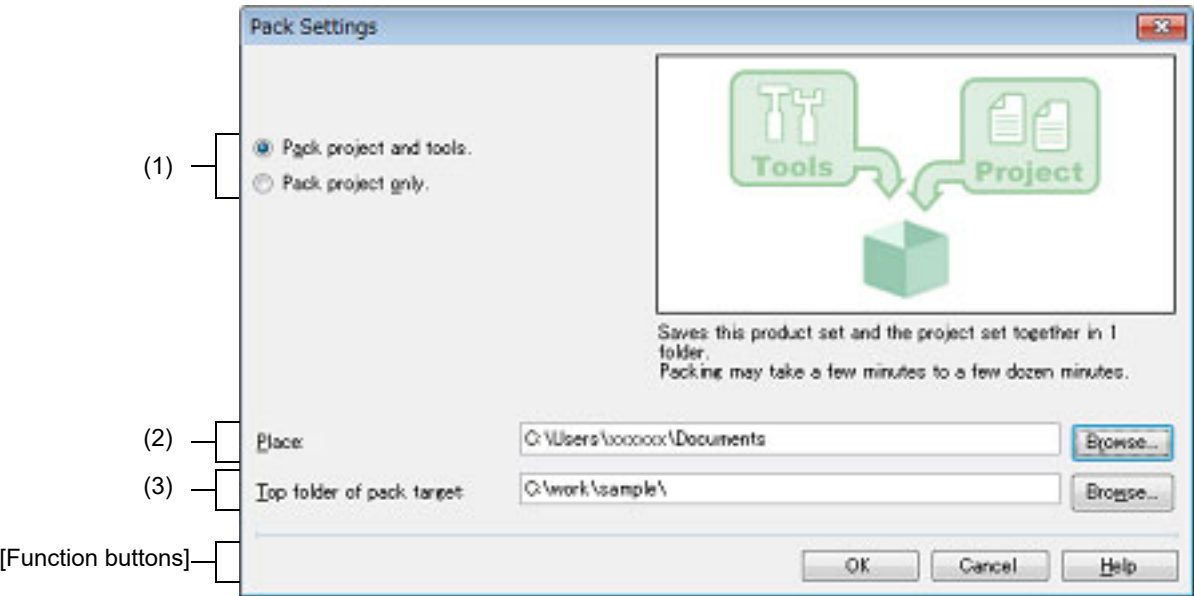 Pack Settings
Tools
Project
(1)
Pack project and tools.
Pack project only.
Saves this product set and the project set together in 1
folder.
Packing may take a few minutes to a few dozen minutes.
(2)
Place:
C:\Users\xxxxxxx\Documents
Browse...
(3)
Top folder of pack target:
C:\work\sample\
Browse...
[Function buttons]
OK
Cancel
Help